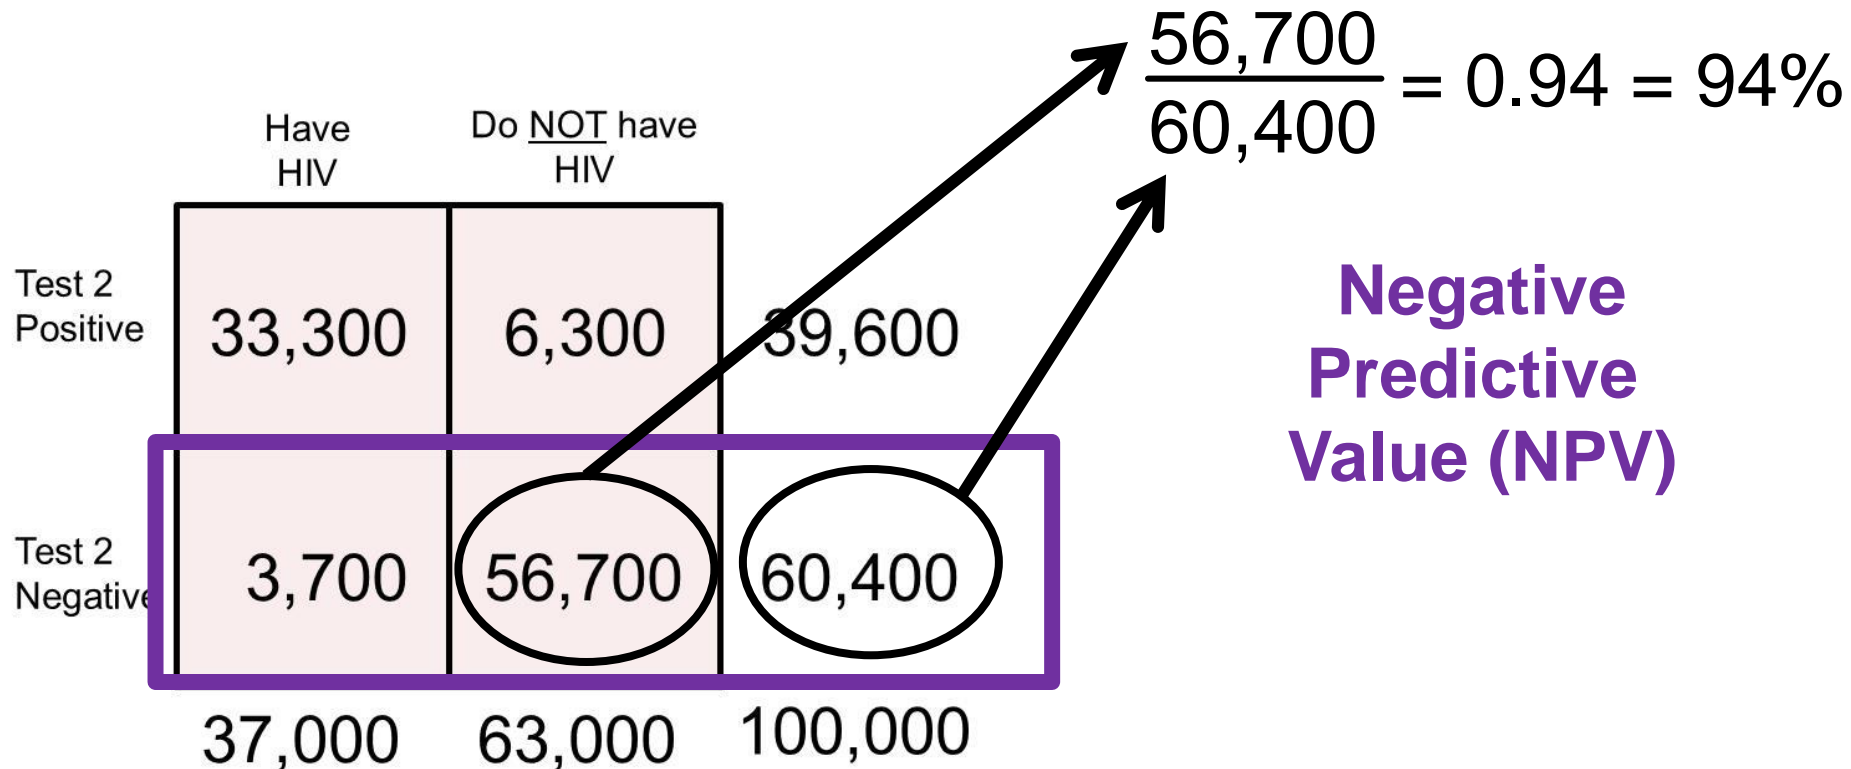 56,700
60,400
= 0.94 = 94%
Have
HIV
Do NOT have
HIV
Test 2
Positive
33,300
6,300
39,600
Negative
Predictive
Value (NPV)
Test 2
Negative
3,700
56,700
60,400
37,000
63,000
100,000